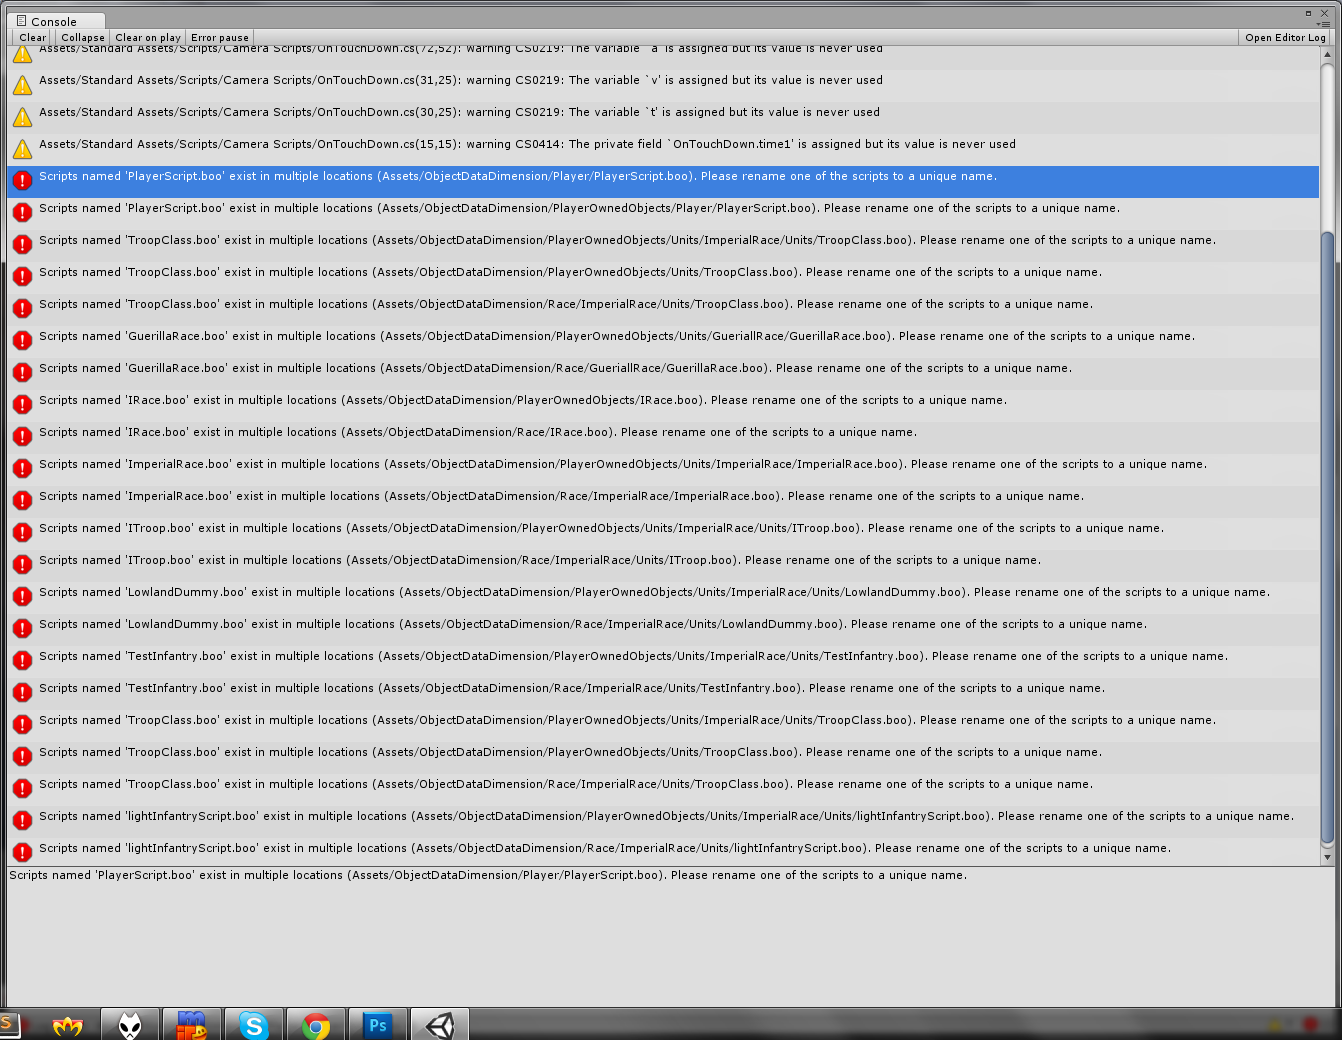 Console
Clear Collapse Clear on play Error pause Open Editor Log
Assets/Standard Assets/Scripts/Camera Scripts/OnTouchDown.cs(72,52): warning CS0219: The variable `a' is assigned but its value is never used
Assets/Standard Assets/Scripts/Camera Scripts/OnTouchDown.cs(31,25): warning CS0219: The variable `v' is assigned but its value is never used
Assets/Standard Assets/Scripts/Camera Scripts/OnTouchDown.cs(30,25): warning CS0219: The variable `t' is assigned but its value is never used
Assets/Standard Assets/Scripts/Camera Scripts/OnTouchDown.cs(15,15): warning CS0414: The private field `OnTouchDown.time1' is assigned but its value is never used
Scripts named 'PlayerScript.boo' exist in multiple locations (Assets/ObjectDataDimension/Player/PlayerScript.boo). Please rename one of the scripts to a unique name.
Scripts named 'PlayerScript.boo' exist in multiple locations (Assets/ObjectDataDimension/PlayerOwnedObjects/Player/PlayerScript.boo). Please rename one of the scripts to a unique name.
Scripts named 'TroopClass.boo' exist in multiple locations (Assets/ObjectDataDimension/PlayerOwnedObjects/Units/ImperialRace/Units/TroopClass.boo). Please rename one of the scripts to a unique name.
Scripts named 'TroopClass.boo' exist in multiple locations (Assets/ObjectDataDimension/PlayerOwnedObjects/Units/TroopClass.boo). Please rename one of the scripts to a unique name.
Scripts named 'TroopClass.boo' exist in multiple locations (Assets/ObjectDataDimension/Race/ImperialRace/Units/TroopClass.boo). Please rename one of the scripts to a unique name.
Scripts named 'GuerillaRace.boo' exist in multiple locations (Assets/ObjectDataDimension/PlayerOwnedObjects/Units/GueriallRace/GuerillaRace.boo). Please rename one of the scripts to a unique name.
Scripts named 'GuerillaRace.boo' exist in multiple locations (Assets/ObjectDataDimension/Race/GueriallRace/GuerillaRace.boo). Please rename one of the scripts to a unique name.
Scripts named 'IRace.boo' exist in multiple locations (Assets/ObjectDataDimension/PlayerOwnedObjects/IRace.boo). Please rename one of the scripts to a unique name.
Scripts named 'IRace.boo' exist in multiple locations (Assets/ObjectDataDimension/Race/IRace.boo). Please rename one of the scripts to a unique name.
Scripts named 'ImperialRace.boo' exist in multiple locations (Assets/ObjectDataDimension/PlayerOwnedObjects/Units/ImperialRace/ImperialRace.boo). Please rename one of the scripts to a unique name.
Scripts named 'ImperialRace.boo' exist in multiple locations (Assets/ObjectDataDimension/Race/ImperialRace/ImperialRace.boo). Please rename one of the scripts to a unique name.
Scripts named 'ITroop.boo' exist in multiple locations (Assets/ObjectDataDimension/PlayerOwnedObjects/Units/ImperialRace/Units/ITroop.boo). Please rename one of the scripts to a unique name.
Scripts named 'ITroop.boo' exist in multiple locations (Assets/ObjectDataDimension/Race/ImperialRace/Units/ITroop.boo). Please rename one of the scripts to a unique name.
Scripts named 'LowlandDummy.boo' exist in multiple locations (Assets/ObjectDataDimension/PlayerOwnedObjects/Units/ImperialRace/Units/LowlandDummy.boo). Please rename one of the scripts to a unique name.
Scripts named 'LowlandDummy.boo' exist in multiple locations (Assets/ObjectDataDimension/Race/ImperialRace/Units/LowlandDummy.boo). Please rename one of the scripts to a unique name.
Scripts named 'TestInfantry.boo' exist in multiple locations (Assets/ObjectDataDimension/PlayerOwnedObjects/Units/ImperialRace/Units/TestInfantry.boo). Please rename one of the scripts to a unique name.
Scripts named 'TestInfantry.boo' exist in multiple locations (Assets/ObjectDataDimension/Race/ImperialRace/Units/TestInfantry.boo). Please rename one of the scripts to a unique name.
Scripts named 'TroopClass.boo' exist in multiple locations (Assets/ObjectDataDimension/PlayerOwnedObjects/Units/ImperialRace/Units/TroopClass.boo). Please rename one of the scripts to a unique name.
Scripts named 'TroopClass.boo' exist in multiple locations (Assets/ObjectDataDimension/PlayerOwnedObjects/Units/TroopClass.boo). Please rename one of the scripts to a unique name.
Scripts named 'TroopClass.boo' exist in multiple locations (Assets/ObjectDataDimension/Race/ImperialRace/Units/TroopClass.boo). Please rename one of the scripts to a unique name.
Scripts named 'lightInfantryScript.boo' exist in multiple locations (Assets/ObjectDataDimension/PlayerOwnedObjects/Units/ImperialRace/Units/lightInfantryScript.boo). Please rename one of the scripts to a unique name.
Scripts named 'lightInfantryScript.boo' exist in multiple locations (Assets/ObjectDataDimension/Race/ImperialRace/Units/lightInfantryScript.boo). Please rename one of the scripts to a unique name.
Scripts named 'PlayerScript.boo' exist in multiple locations (Assets/ObjectDataDimension/Player/PlayerScript.boo). Please rename one of the scripts to a unique name.
S S Ps